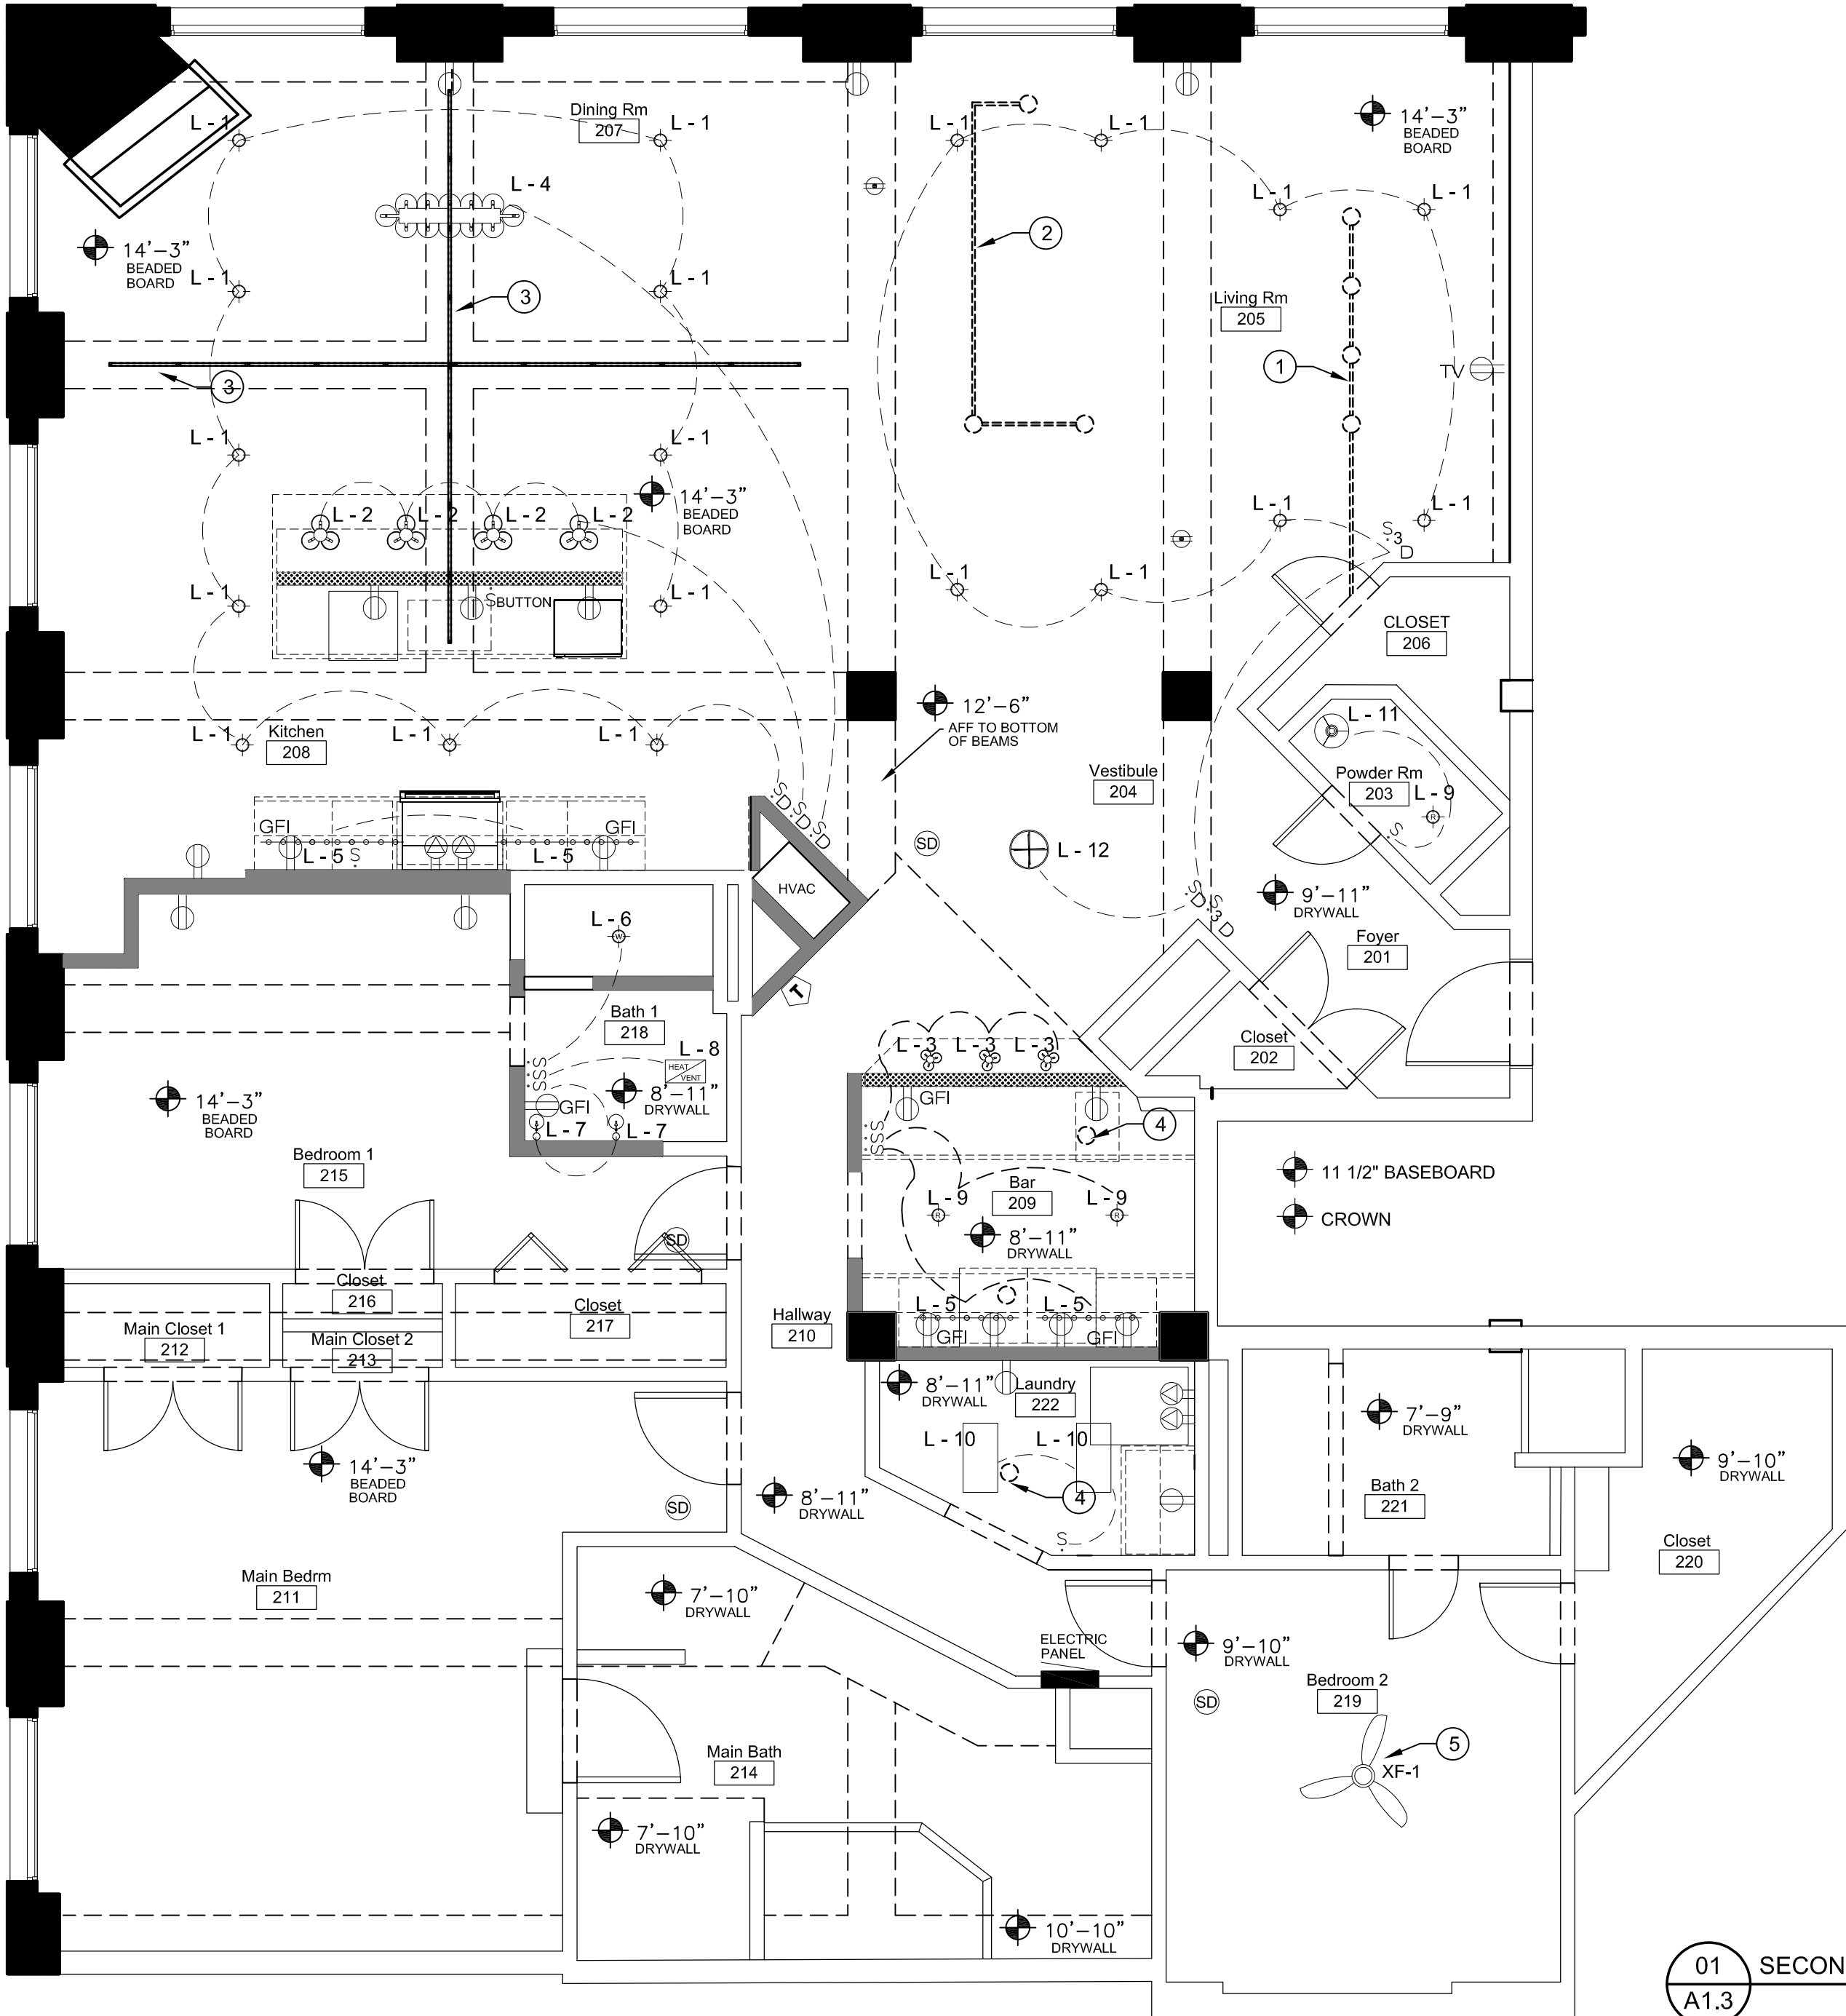 Dining Rm
207
L-1
L-1
L-1
L-1
14'-3"
BEADED
BOARD
L-4
L-1
L-1
2
14'-3"
BEADED
BOARD
L-1
L-1
3
Living Rm
205
1
TV
3
L-1
L-1
14'-3"
BEADED
BOARD
L-2
L-2
L-2
L-2
L-1
L-1
S3
D
L-1
L-1
L-1
SBUTTON
CLOSET
206
12'-6"
AFF TO BOTTOM
OF BEAMS
L-11
L-1
Kitchen
208
L-1
L-1
Vestibule
204
Powder Rm
203
L-9
R
S
S
D
S
D
S
D
GFI
GFI
L-5
S
L-5
SD
L-12
HVAC
9'-11"
DRYWALL
S
D
S
3
D
L-6
W
Foyer
201
T
Bath 1
218
L-8
HEAT
VENT
SSS
8'-11"
DRYWALL
GFI
L-7
L-7
L-3
L-3
L-3
Closet
202
14'-3"
BEADED
BOARD
GFI
SSS
4
Bedroom 1
215
11 1/2" BASEBOARD
CROWN
Bar
209
L-9
R
L-9
R
8'-11"
DRYWALL
SD
Closet
216
Closet
217
Main Closet 1
212
Main Closet 2
213
Hallway
210
L-5
L-5
GFI
GFI
8'-11"
DRYWALL
Laundry
222
7'-9"
DRYWALL
L-10
L-10
14'-3"
BEADED
BOARD
9'-10"
DRYWALL
SD
8'-11"
DRYWALL
4
Bath 2
221
S
Closet
220
Main Bedrm
211
7'-10"
DRYWALL
ELECTRIC
PANEL
9'-10"
DRYWALL
SD
Bedroom 2
219
5
XF-1
Main Bath
214
7'-10"
DRYWALL
10'-10"
DRYWALL
01
A1.3
SECON